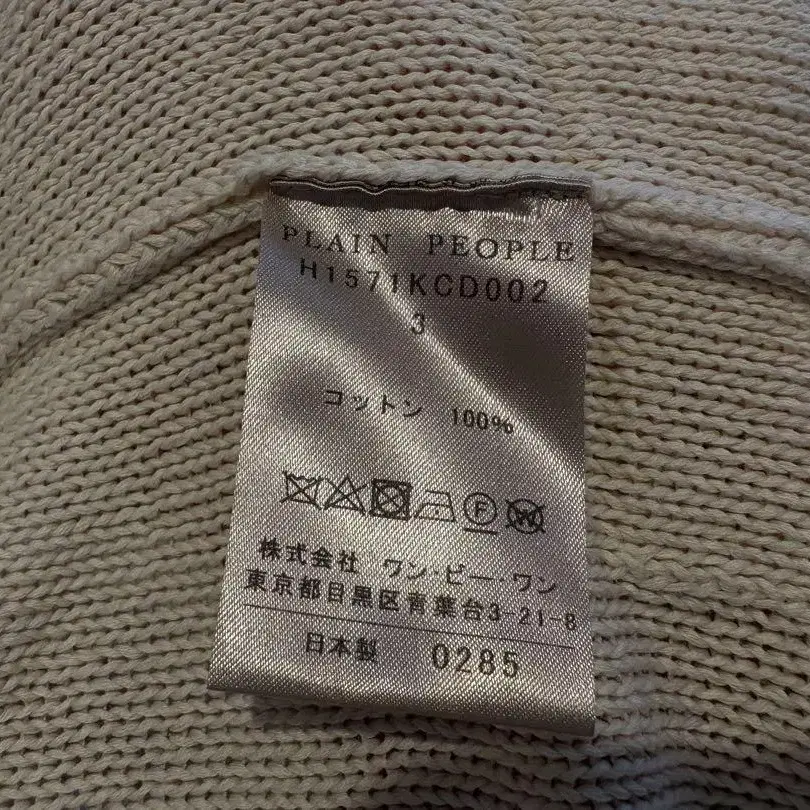 PLAIN PEOPLE
H1571KCD002
3
コットン 100%
F W
株式会社 ワン・ビー・ワン
東京都目黒区青葉台3-21-8
日本製 0285